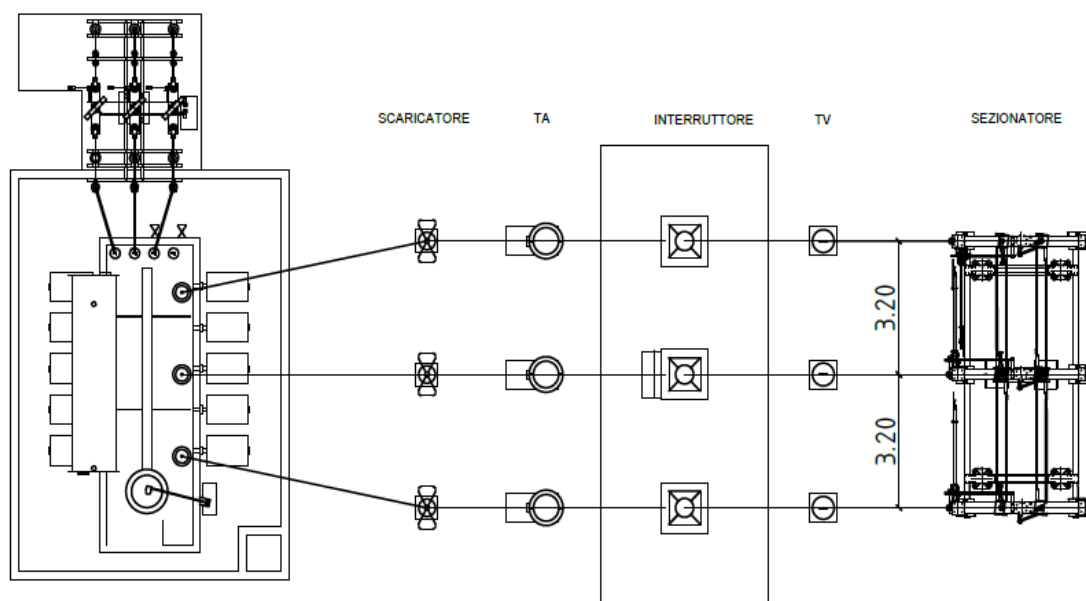 SCARICATORE
TA
INTERRUTTORE
TV
SEZIONATORE
3.20
3.20